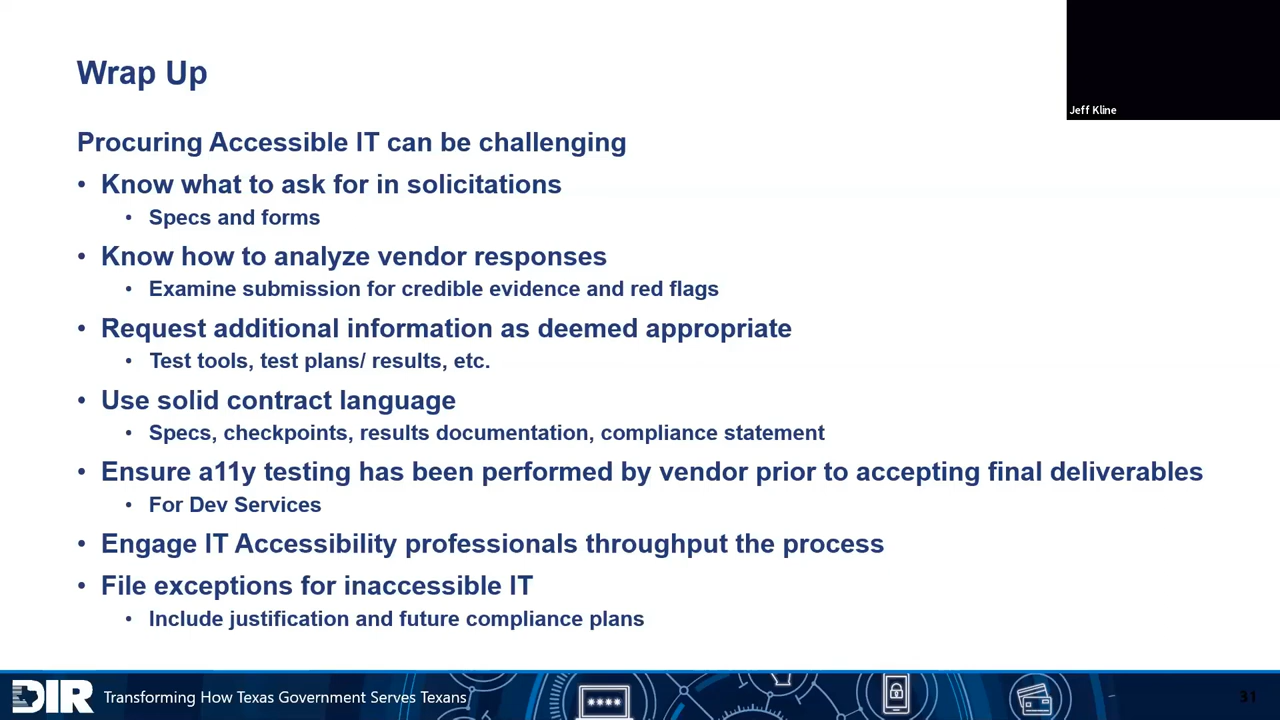 Wrap Up
Jeff Kline
Procuring Accessible IT can be challenging
• Know what to ask for in solicitations
• Specs and forms
• Know how to analyze vendor responses
• Examine submission for credible evidence and red flags
• Request additional information as deemed appropriate
• Test tools, test plans/ results, etc.
• Use solid contract language
• Specs, checkpoints, results documentation, compliance statement
• Ensure a11y testing has been performed by vendor prior to accepting final deliverables
• For Dev Services
• Engage IT Accessibility professionals throughput the process
• File exceptions for inaccessible IT
• Include justification and future compliance plans
DIR Transforming How Texas Government Serves Texans
****
31